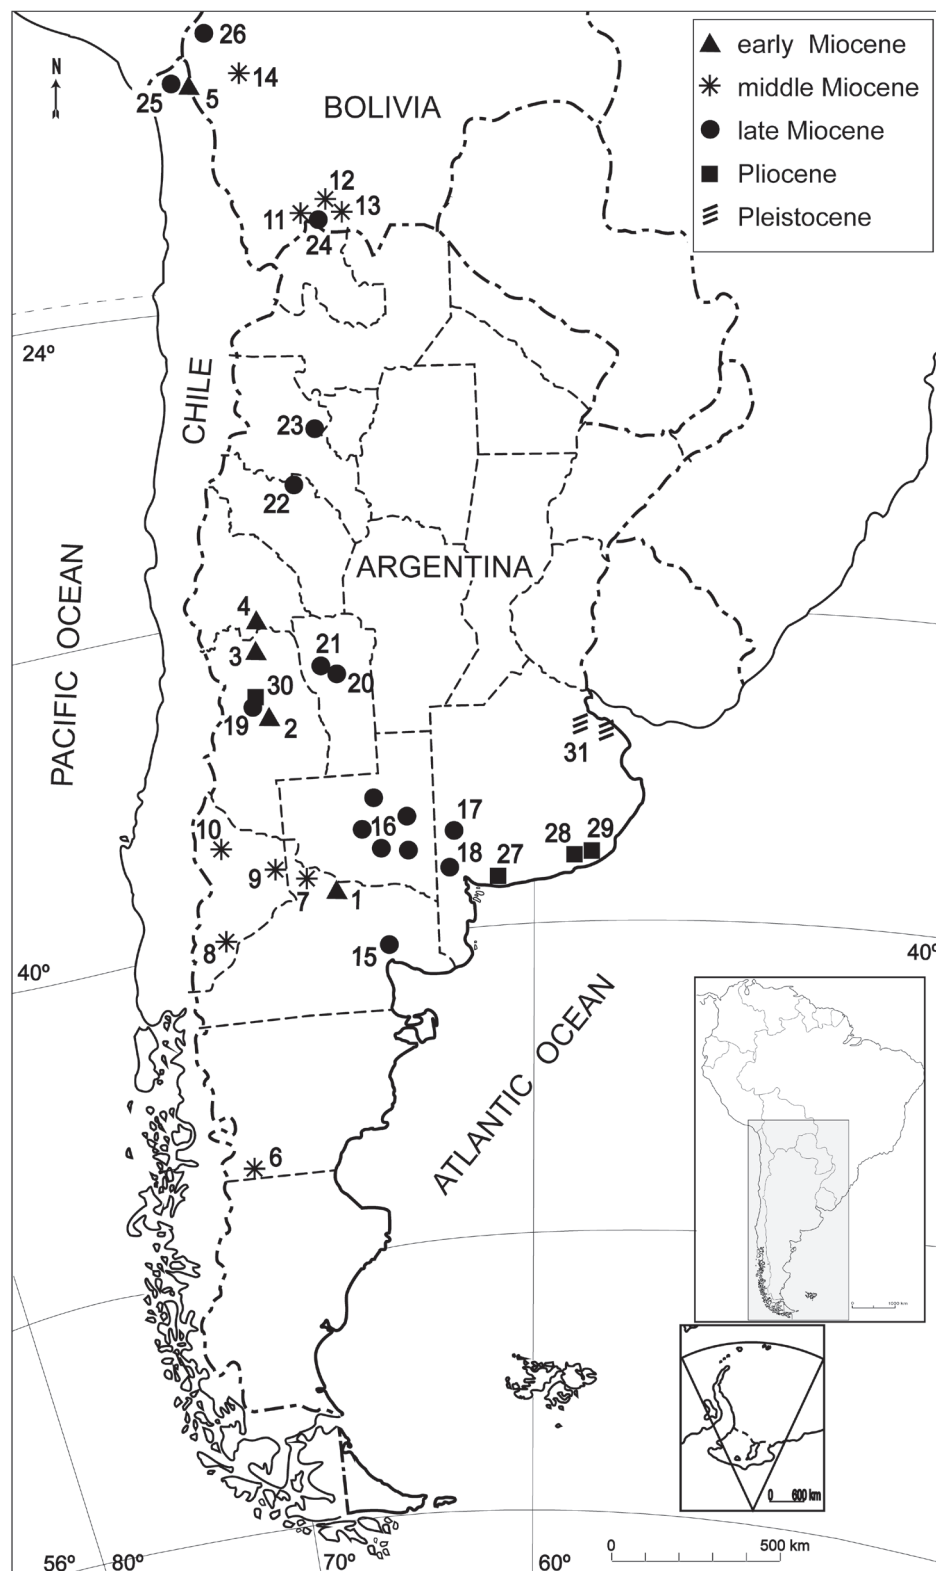 26
N
14
25
5
BOLIVIA
early Miocene
middle Miocene
late Miocene
Pliocene
Pleistocene
12
11
13
24
24º
CHILE
23
22
ARGENTINA
PACIFIC OCEAN
4
3
21
20
30
19
2
31
10
16
17
28
29
9
7
1
18
27
8
15
40º
40º
ATLANTIC OCEAN
6
0 1000 km
0 600 km
0 500 km
56º
80º
70º
60º